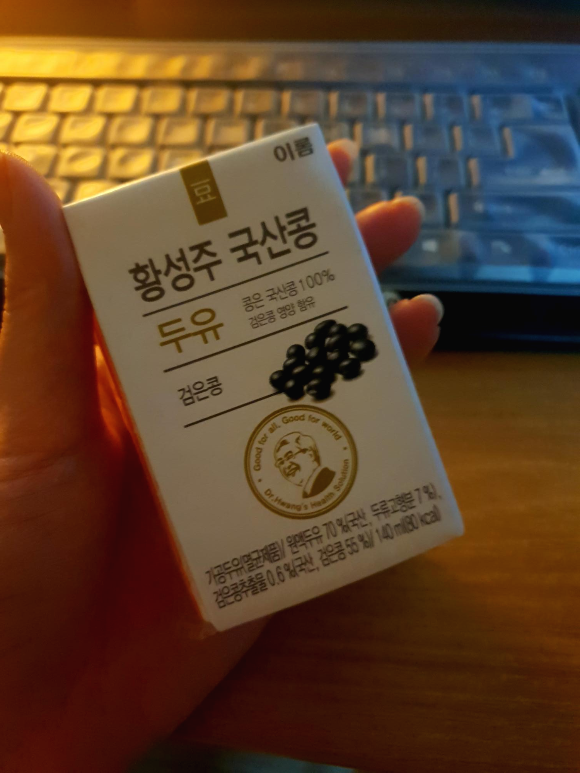 이롬
황성주 국산콩
두유
콩은 국산콩 100%
검은콩 영양 함유
검은콩
Good for all, Good for world
Dr.Hwang's Health Solution
가공두유(멸균제품)/ 원액두유 70 %(국산, 두류고형분 7 %),
검은콩추출물 0.6 %(국산, 검은콩 55 %)/ 140 ml(80 kcal)